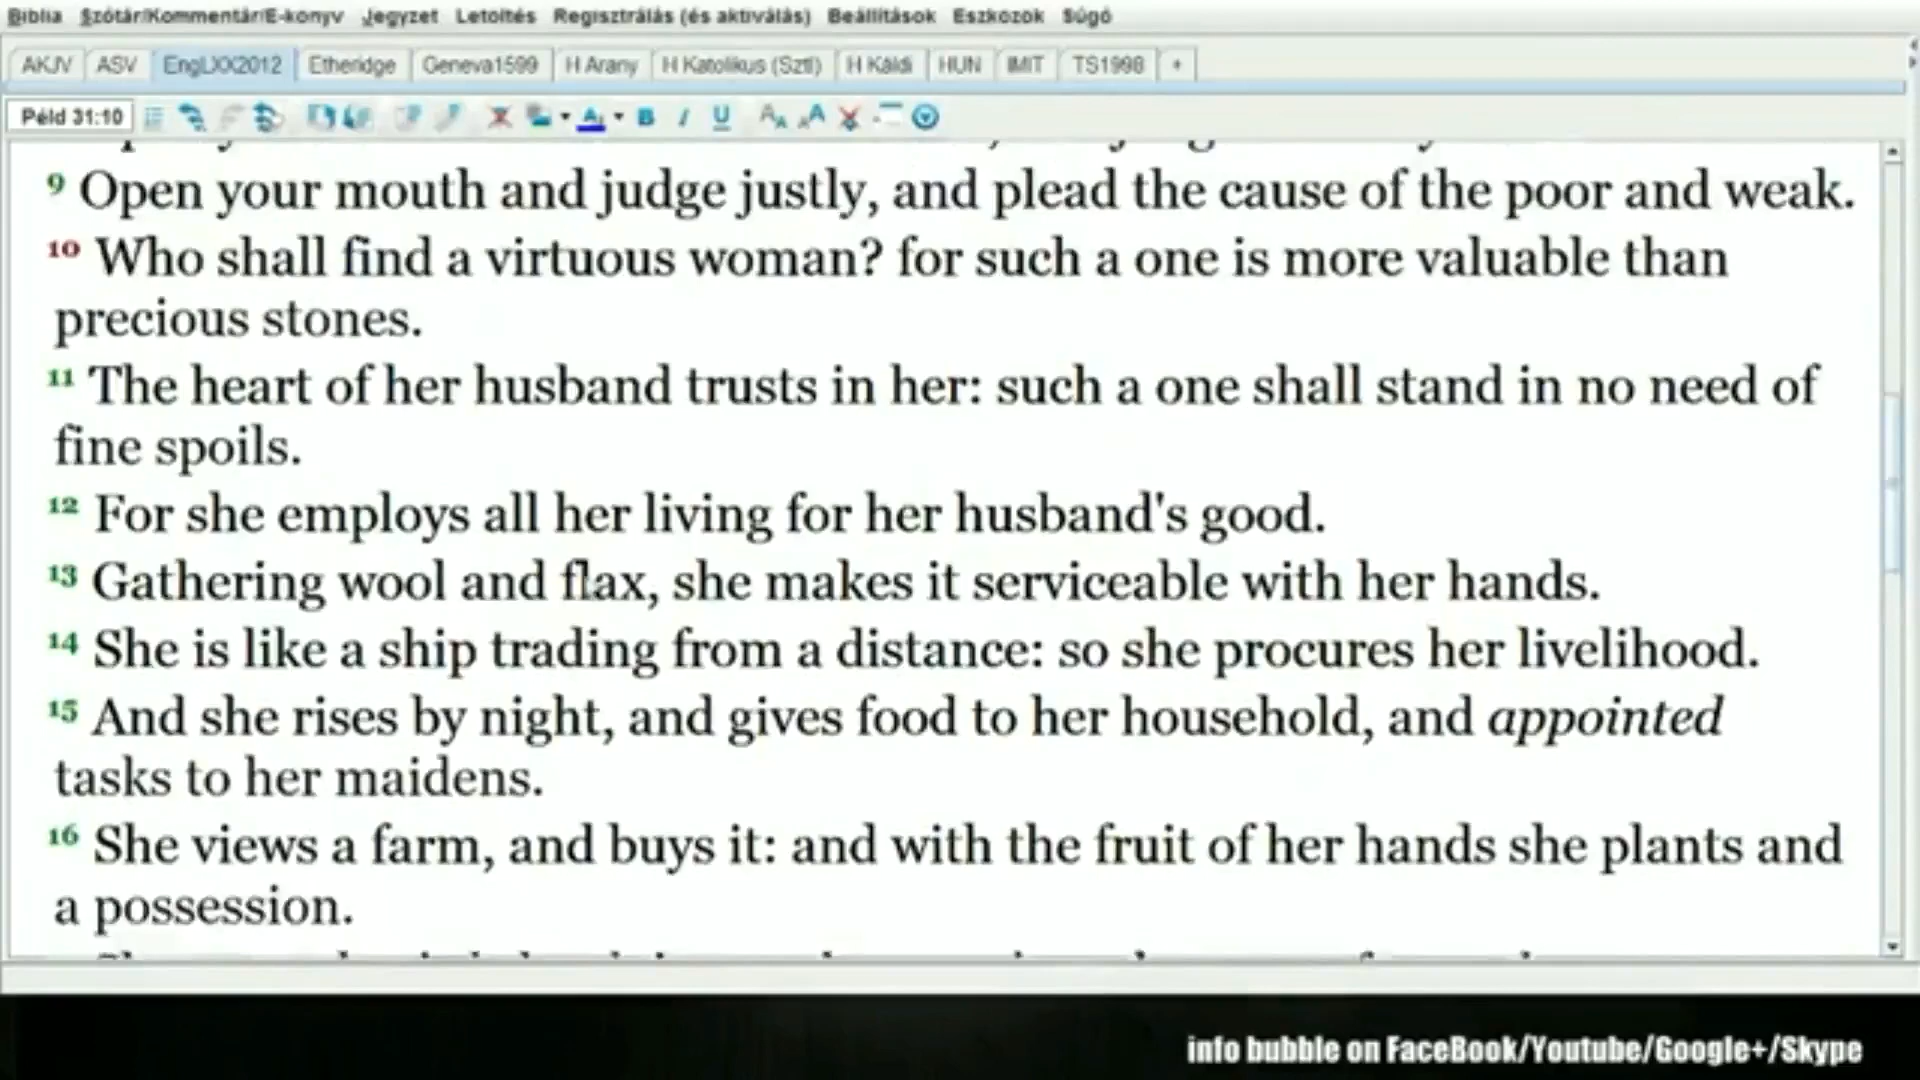 Biblia Szótár/Kommentár/E-könyv Jegyzet Letöltés Regisztrálás (és aktiválás) Beállítások Eszközök Súgó
AKJV ASV EngLXX2012 Etheridge Geneva1599 H Arany H Katolikus (SztI) H Káldi HUN IMIT TS1998 +
Péld 31:10
9 Open your mouth and judge justly, and plead the cause of the poor and weak.
10 Who shall find a virtuous woman? for such a one is more valuable than
precious stones.
11 The heart of her husband trusts in her: such a one shall stand in no need of
fine spoils.
12 For she employs all her living for her husband's good.
13 Gathering wool and flax, she makes it serviceable with her hands.
14 She is like a ship trading from a distance: so she procures her livelihood.
15 And she rises by night, and gives food to her household, and appointed
tasks to her maidens.
16 She views a farm, and buys it: and with the fruit of her hands she plants and
a possession.
info bubble on FaceBook/Youtube/Google+/Skype